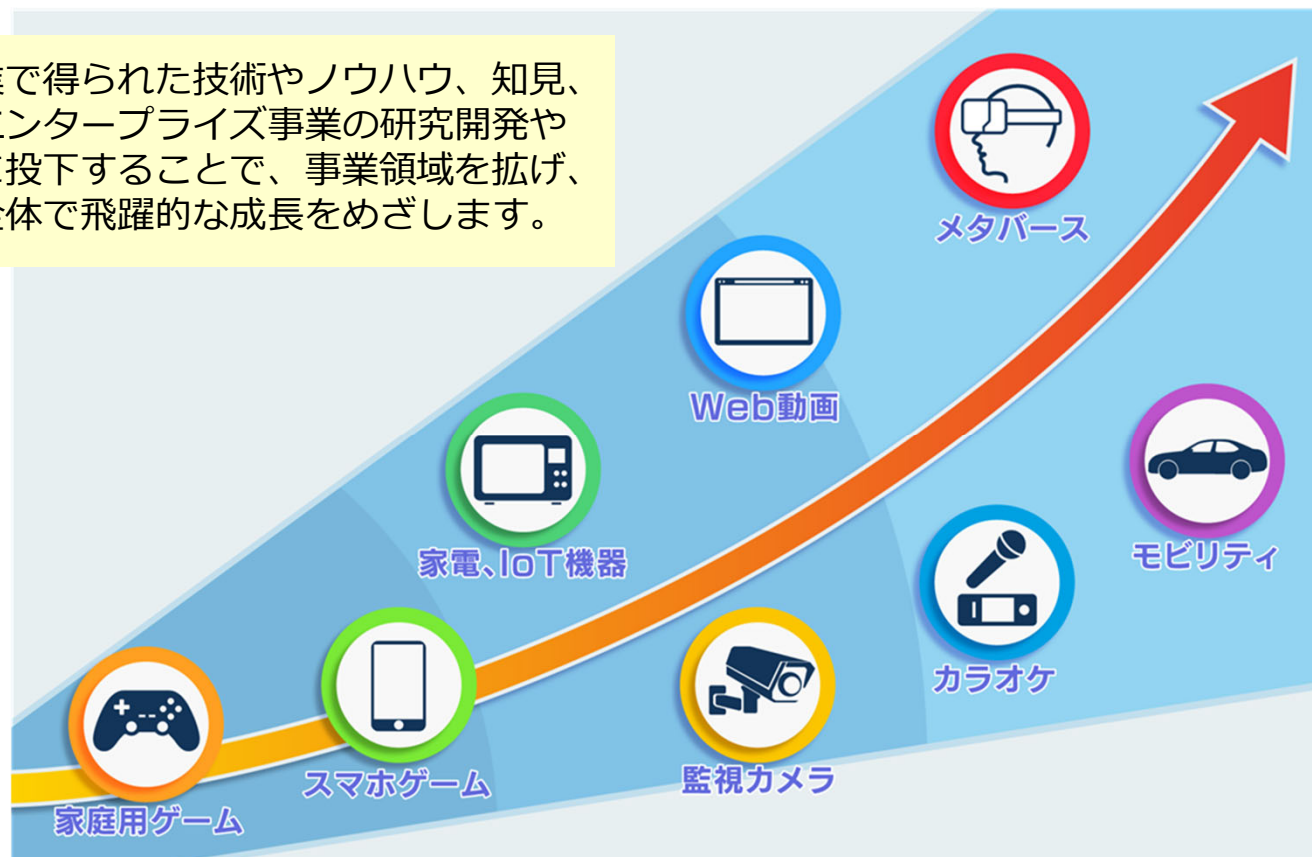 業で得られた技術やノウハウ、知見、
エンタープライズ事業の研究開発や
に投下することで、事業領域を拡げ、
全体で飛躍的な成長をめざします。
メタバース
Web動画
家電、IoT機器
モビリティ
カラオケ
スマホゲーム
監視カメラ
家庭用ゲーム